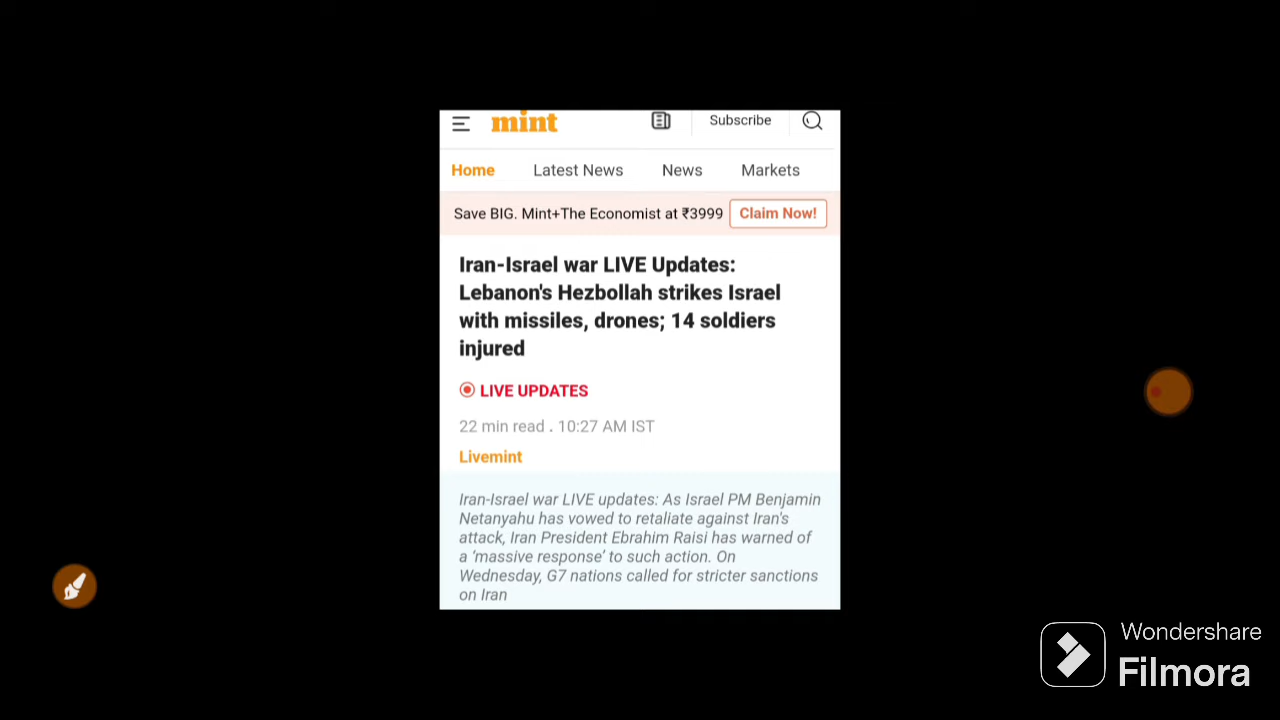 mint
Subscribe
Home Latest News News Markets
Save BIG. Mint+The Economist at ₹3999 Claim Now!
Iran-Israel war LIVE Updates:
Lebanon's Hezbollah strikes Israel
with missiles, drones; 14 soldiers
injured
LIVE UPDATES
22 min read . 10:27 AM IST
Livemint
Iran-Israel war LIVE updates: As Israel PM Benjamin
Netanyahu has vowed to retaliate against Iran's
attack, Iran President Ebrahim Raisi has warned of
a ‘massive response’ to such action. On
Wednesday, G7 nations called for stricter sanctions
on Iran
Wondershare
Filmora